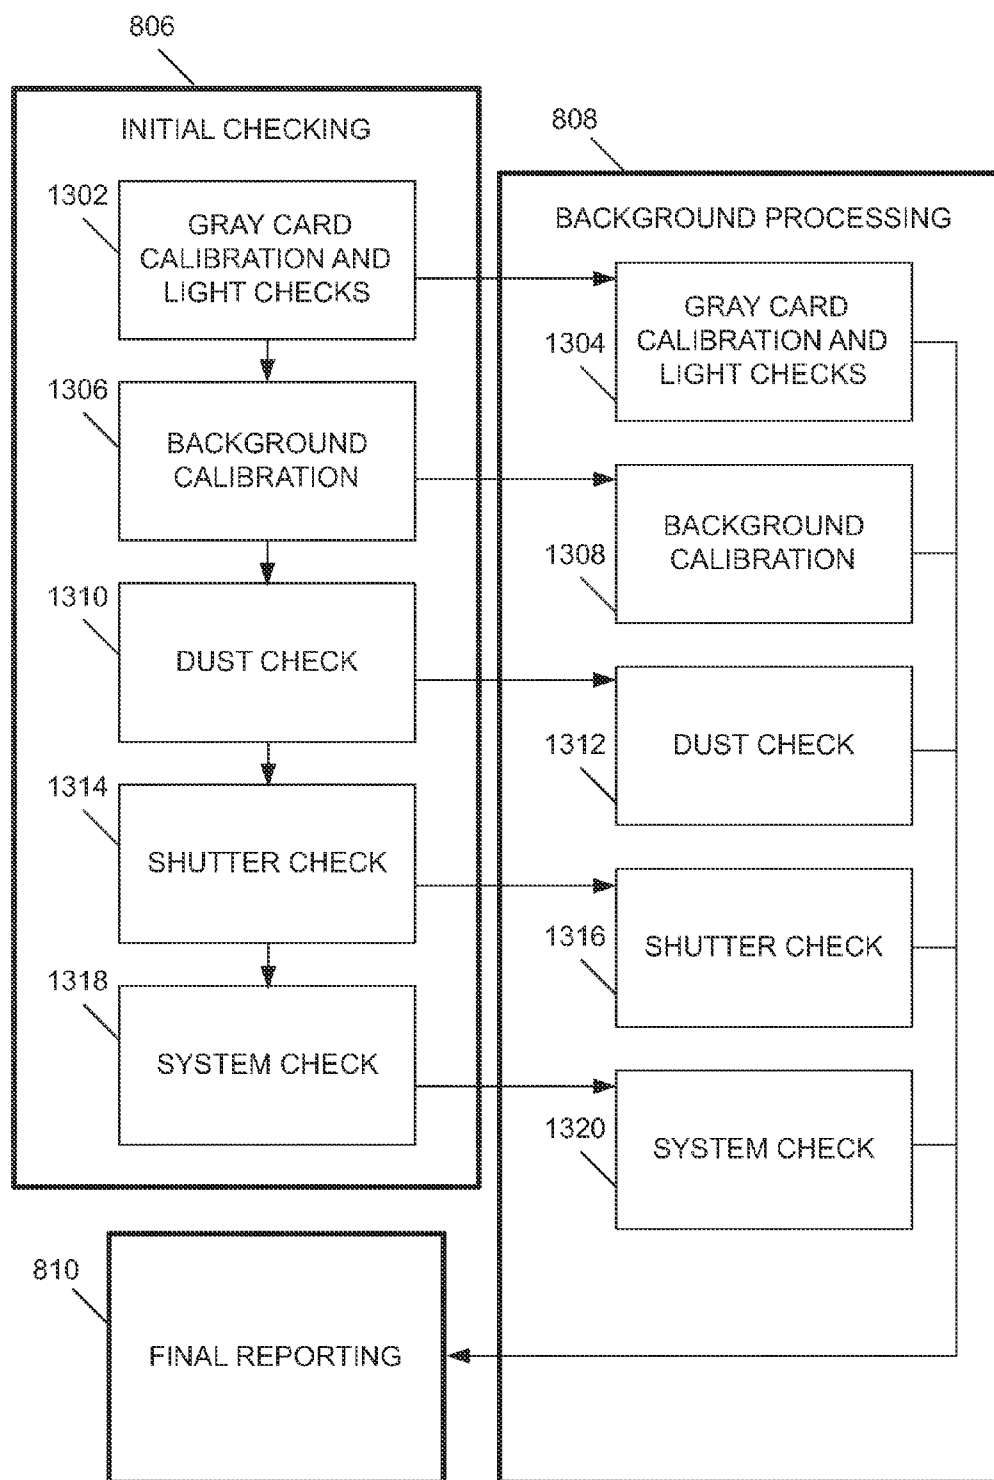 806
INITIAL CHECKING
1302
GRAY CARD
CALIBRATION AND
LIGHT CHECKS
1306
BACKGROUND
CALIBRATION
1310
DUST CHECK
1314
SHUTTER CHECK
1318
SYSTEM CHECK
808
BACKGROUND PROCESSING
1304
GRAY CARD
CALIBRATION AND
LIGHT CHECKS
1308
BACKGROUND
CALIBRATION
1312
DUST CHECK
1316
SHUTTER CHECK
1320
SYSTEM CHECK
810
FINAL REPORTING